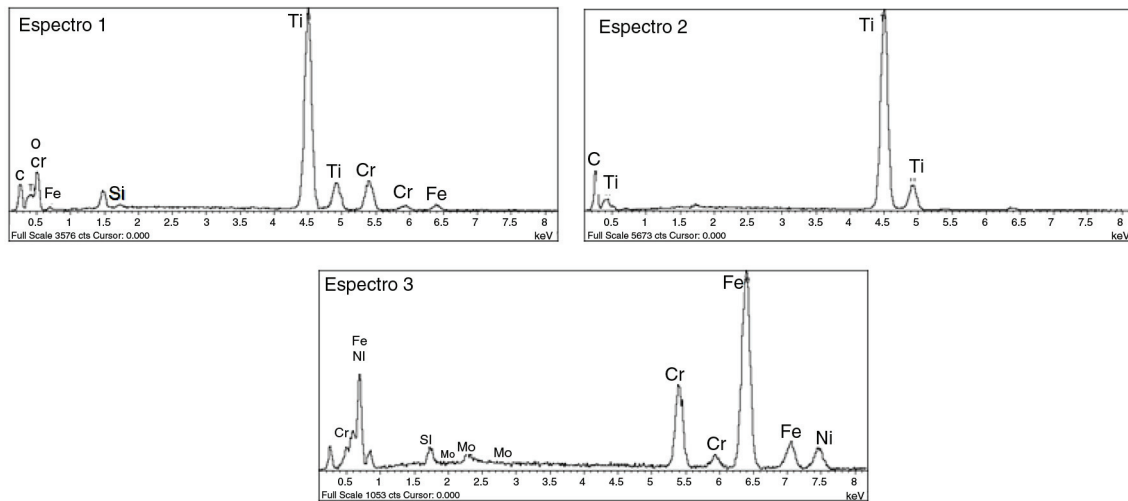 Espectro 1
Ti
O
cr
C
Fe
Si
Ti
Cr
Cr
Fe
0.5 1 1.5 2 2.5 3 3.5 4 4.5 5 5.5 6 6.5 7 7.5 8
Full Scale 3576 cts Cursor: 0.000
keV
Espectro 2
Ti
C
Ti
Ti
0.5 1 1.5 2 2.5 3 3.5 4 4.5 5 5.5 6 6.5 7 7.5 8
Full Scale 5673 cts Cursor: 0.000
keV
Espectro 3
Fe
Fe
NI
Cr
Cr
SI
Mo
Mo
Mo
Cr
Fe
Ni
0.5 1 1.5 2 2.5 3 3.5 4 4.5 5 5.5 6 6.5 7 7.5 8
Full Scale 1053 cts Cursor: 0.000
keV